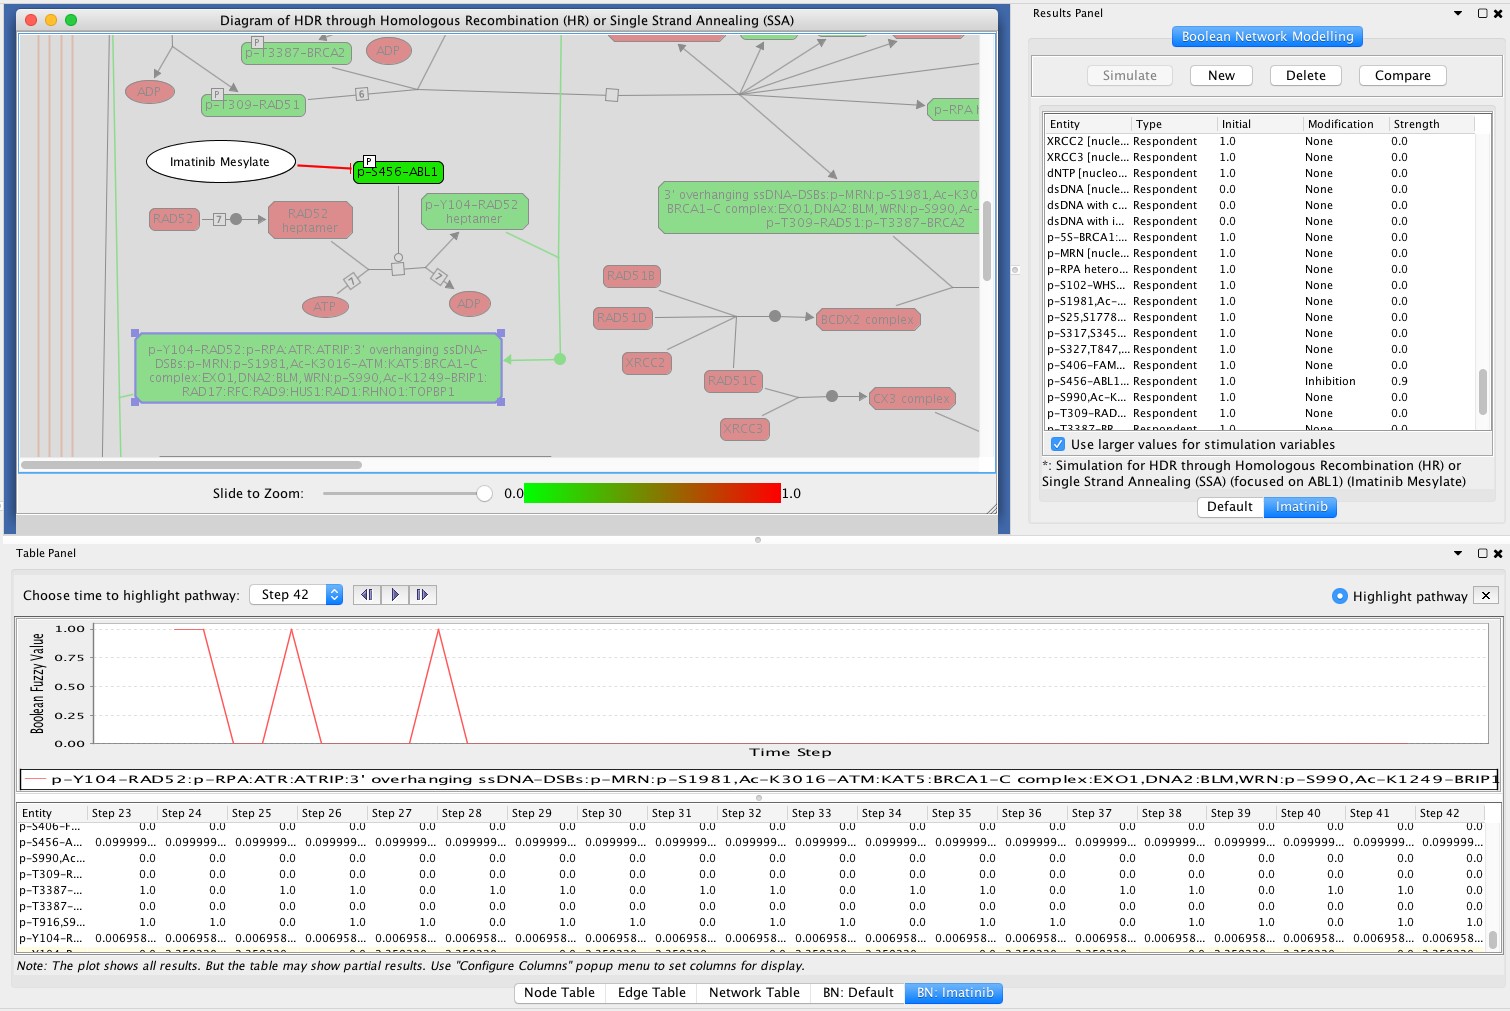 Diagram of HDR through Homologous Recombination (HR) or Single Strand Annealing (SSA)
P
p-T3387-BRCA2
ADP
ADP
P
p-T309-RAD51
6
p-RPA h
Imatinib Mesylate
P
p-S456-ABL1
RAD52
7
RAD52
heptamer
p-Y104-RAD52
heptamer
7
7
ATP
ADP
3' overhanging ssDNA-DSBs:p-MRN:p-S1981,Ac-K30
BRCA1-C complex:EXO1,DNA2:BLM,WRN:p-S990,Ac-
p-T309-RAD51:p-T3387-BRCA2
RAD51B
RAD51D
BCDX2 complex
XRCC2
RAD51C
CX3 complex
XRCC3
p-Y104-RAD52:p-RPA:ATR:ATRIP:3' overhanging ssDNA-
DSBs:p-MRN:p-S1981,Ac-K3016-ATM:KAT5:BRCA1-C
complex:EXO1,DNA2:BLM,WRN:p-S990,Ac-K1249-BRIP1:
RAD17:RFC:RAD9:HUS1:RAD1:RHNO1:TOPBP1
Slide to Zoom:
0.0
1.0
Results Panel
Boolean Network Modelling
Simulate New Delete Compare
Entity Type Initial Modification Strength
XRCC2 [nucle... Respondent 1.0 None 0.0
XRCC3 [nucle... Respondent 1.0 None 0.0
dNTP [nucleo... Respondent 1.0 None 0.0
dsDNA [nucle... Respondent 0.0 None 0.0
dsDNA with c... Respondent 0.0 None 0.0
dsDNA with i... Respondent 0.0 None 0.0
p-5S-BRCA1:... Respondent 1.0 None 0.0
p-MRN [nucle... Respondent 1.0 None 0.0
p-RPA hetero... Respondent 1.0 None 0.0
p-S102-WHS... Respondent 1.0 None 0.0
p-S1981,Ac-... Respondent 1.0 None 0.0
p-S25,S1778... Respondent 1.0 None 0.0
p-S317,S345... Respondent 1.0 None 0.0
p-S327,T847,... Respondent 1.0 None 0.0
p-S406-FAM... Respondent 1.0 None 0.0
p-S456-ABL1... Respondent 1.0 Inhibition 0.9
p-S990,Ac-K... Respondent 1.0 None 0.0
p-T309-RAD... Respondent 1.0 None 0.0
p-T3387-BR... Respondent 1.0 None 0.0
Use larger values for stimulation variables
*: Simulation for HDR through Homologous Recombination (HR) or
Single Strand Annealing (SSA) (focused on ABL1) (Imatinib Mesylate)
Default Imatinib
Table Panel
Choose time to highlight pathway: Step 42
Highlight pathway
1.00
0.75
0.50
0.25
0.00
Boolean Fuzzy Value
Time Step
p-Y104-RAD52:p-RPA:ATR:ATRIP:3' overhanging ssDNA-DSBs:p-MRN:p-S1981,Ac-K3016-ATM:KAT5:BRCA1-C complex:EXO1,DNA2:BLM,WRN:p-S990,Ac-K1249-BRIP1
Entity Step 23 Step 24 Step 25 Step 26 Step 27 Step 28 Step 29 Step 30 Step 31 Step 32 Step 33 Step 34 Step 35 Step 36 Step 37 Step 38 Step 39 Step 40 Step 41 Step 42
p-S406-F... 0.0 0.0 0.0 0.0 0.0 0.0 0.0 0.0 0.0 0.0 0.0 0.0 0.0 0.0 0.0 0.0 0.0 0.0 0.0 0.0
p-S456-A... 0.099999... 0.099999... 0.099999... 0.099999... 0.099999... 0.099999... 0.099999... 0.099999... 0.099999... 0.099999... 0.099999... 0.099999... 0.099999... 0.099999... 0.099999... 0.099999... 0.099999... 0.099999... 0.099999... 0.099999...
p-S990,Ac... 0.0 0.0 0.0 0.0 0.0 0.0 0.0 0.0 0.0 0.0 0.0 0.0 0.0 0.0 0.0 0.0 0.0 0.0 0.0 0.0
p-T309-R... 0.0 0.0 0.0 0.0 0.0 0.0 0.0 0.0 0.0 0.0 0.0 0.0 0.0 0.0 0.0 0.0 0.0 0.0 0.0 0.0
p-T3387-... 1.0 0.0 1.0 1.0 0.0 1.0 1.0 0.0 1.0 1.0 0.0 1.0 0.0 0.0 1.0 1.0 0.0 1.0 1.0 0.0
p-T3387-... 0.0 0.0 0.0 0.0 0.0 0.0 0.0 0.0 0.0 0.0 0.0 0.0 0.0 0.0 0.0 0.0 0.0 0.0 0.0 0.0
p-T916,S9... 1.0 1.0 0.0 1.0 1.0 0.0 1.0 1.0 0.0 1.0 1.0 0.0 1.0 0.0 0.0 1.0 1.0 0.0 1.0 1.0
p-Y104-R... 0.006958... 0.006958... 0.006958... 0.006958... 0.006958... 0.006958... 0.006958... 0.006958... 0.006958... 0.006958... 0.006958... 0.006958... 0.006958... 0.006958... 0.006958... 0.006958... 0.006958... 0.006958... 0.006958... 0.006958...
Note: The plot shows all results. But the table may show partial results. Use "Configure Columns" popup menu to set columns for display.
Node Table Edge Table Network Table BN: Default BN: Imatinib